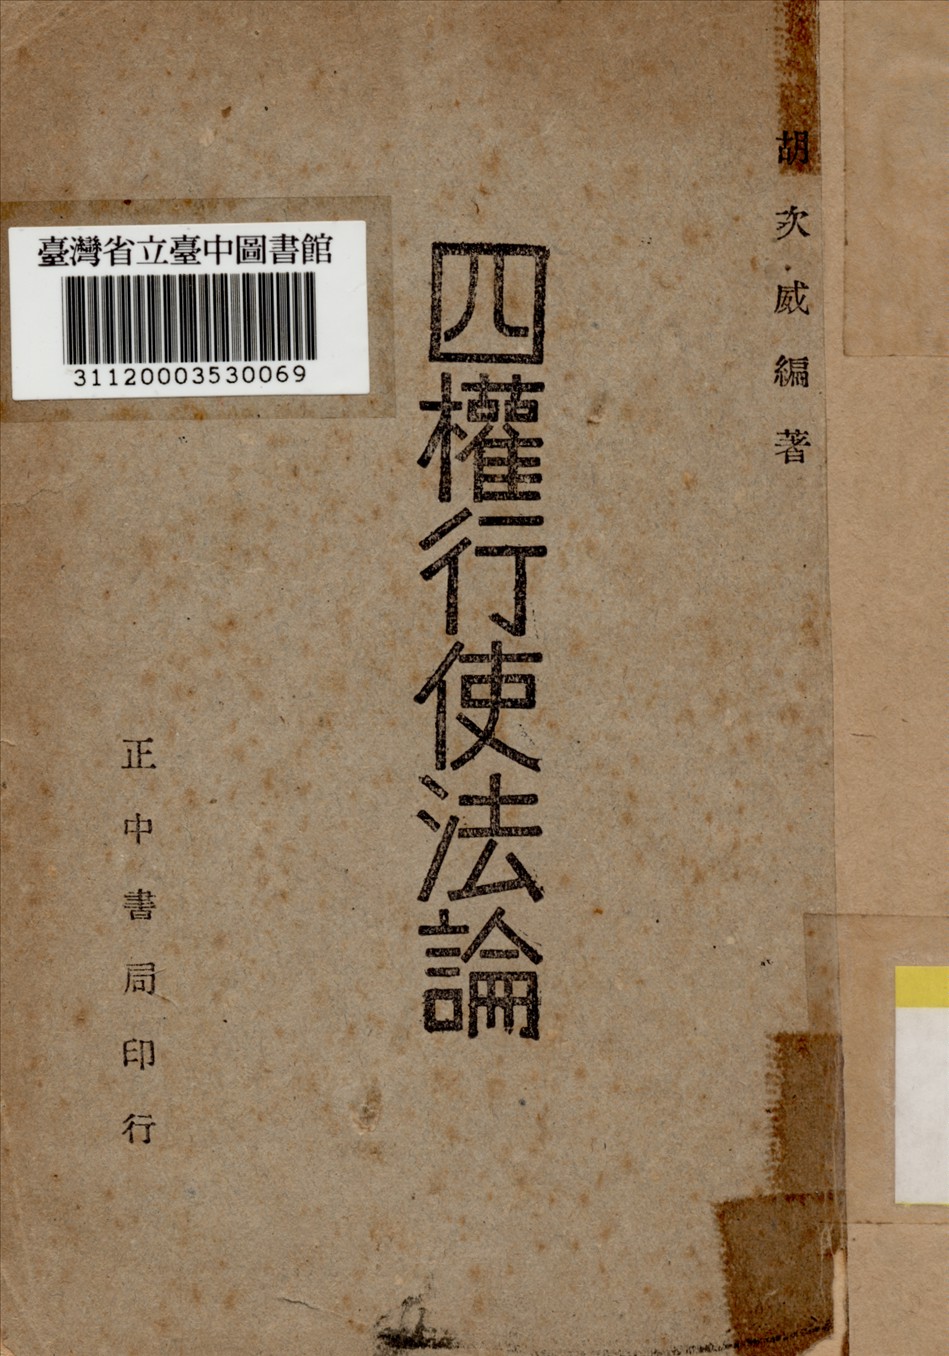 胡次威編著
四權行使法論
正中書局印行
臺灣省立臺中圖書館
31120003530069